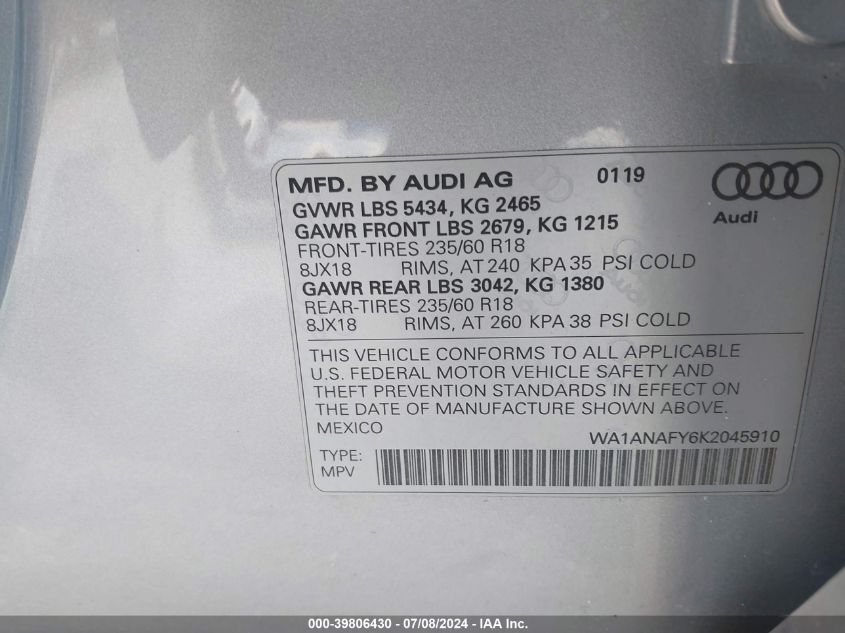 MFD. BY AUDI AG 0119
Audi
GVWR LBS 5434, KG 2465
GAWR FRONT LBS 2679, KG 1215
FRONT-TIRES 235/60 R18
8JX18 RIMS, AT 240 KPA 35 PSI COLD
GAWR REAR LBS 3042, KG 1380
REAR-TIRES 235/60 R18
8JX18 RIMS, AT 260 KPA 38 PSI COLD
THIS VEHICLE CONFORMS TO ALL APPLICABLE
U.S. FEDERAL MOTOR VEHICLE SAFETY AND
THEFT PREVENTION STANDARDS IN EFFECT ON
THE DATE OF MANUFACTURE SHOWN ABOVE.
MEXICO
WA1ANAFY6K2045910
TYPE:
MPV
000-39806430 - 07/08/2024 - IAA Inc.